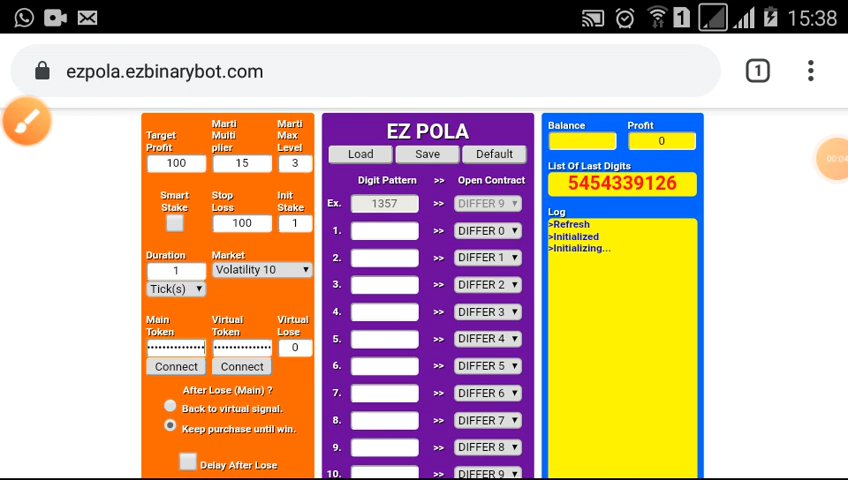 15:38
1
ezpola.ezbinarybot.com
1
00:04
Target Profit
Marti Multi plier
Marti Max Level
100
15
3
Smart Stake
Stop Loss
Init Stake
100
1
Duration
Market
1
Volatility 10
Tick(s)
Main Token
Virtual Token
Virtual Lose
••••••••••••••
••••••••••••••
0
Connect
Connect
After Lose (Main) ?
Back to virtual signal.
Keep purchase until win.
Delay After Lose
EZ POLA
Load
Save
Default
Digit Pattern
>>
Open Contract
Ex.
1357
>>
DIFFER 9
1.
>>
DIFFER 0
2.
>>
DIFFER 1
3.
>>
DIFFER 2
4.
>>
DIFFER 3
5.
>>
DIFFER 4
6.
>>
DIFFER 5
7.
>>
DIFFER 6
8.
>>
DIFFER 7
9.
>>
DIFFER 8
10.
>>
DIFFER 9
Balance
Profit
0
List Of Last Digits
5454339126
Log
>Refresh
>Initialized
>Initializing...